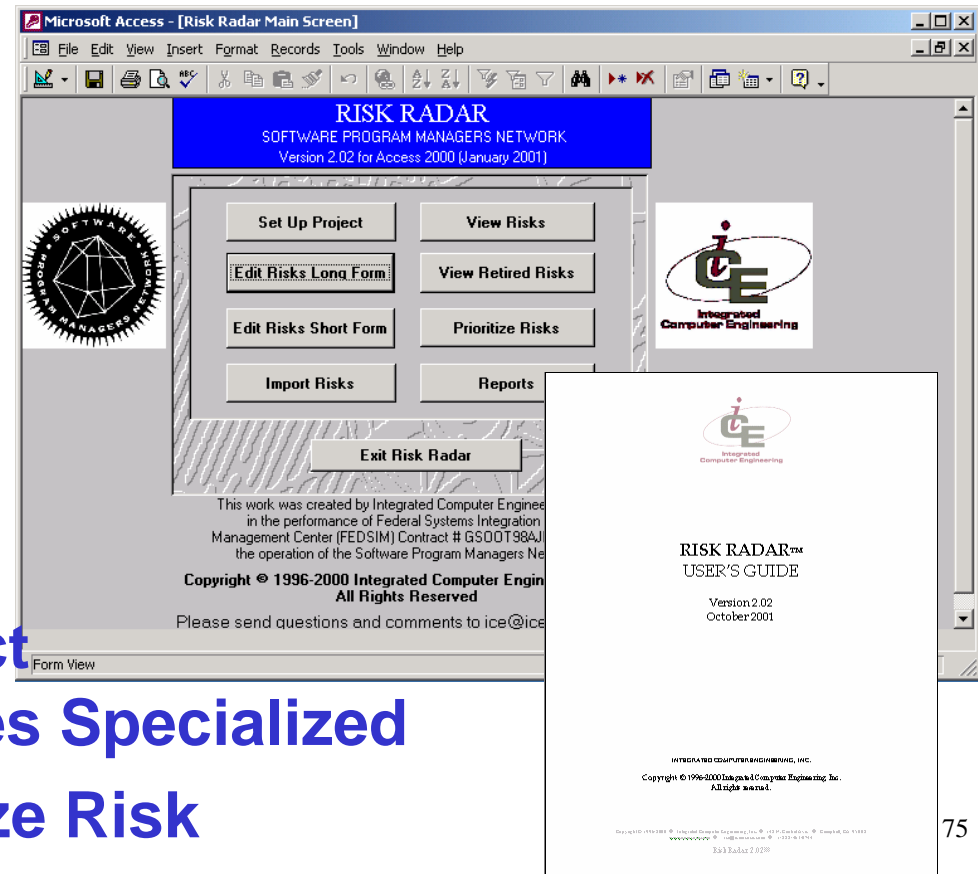 Microsoft Access - [Risk Radar Main Screen]
File Edit View Insert Format Records Tools Window Help
RISK RADAR
SOFTWARE PROGRAM MANAGERS NETWORK
Version 2.02 for Access 2000 (January 2001)
SOFTWARE PROGRAM MANAGERS NETWORK
Set Up Project
View Risks
Edit Risks Long Form
View Retired Risks
Edit Risks Short Form
Prioritize Risks
Import Risks
Reports
Exit Risk Radar
iCE
Integrated
Computer Engineering
This work was created by Integrated Computer Enginee
in the performance of Federal Systems Integration
Management Center (FEDSIM) Contract # GS00T98AJ
the operation of the Software Program Managers Ne
Copyright © 1996-2000 Integrated Computer Engin
All Rights Reserved
Please send questions and comments to ice@ice
Form View
iCE
Integrated
Computer Engineering
RISK RADAR™
USER'S GUIDE
Version 2.02
October 2001
INTEGRATED COMPUTER ENGINEERING, INC.
Copyright © 1996-2000 Integrated Computer Engineering, Inc.
All rights reserved.
Risk Radar 2.02
ct
es Specialized
ze Risk
75